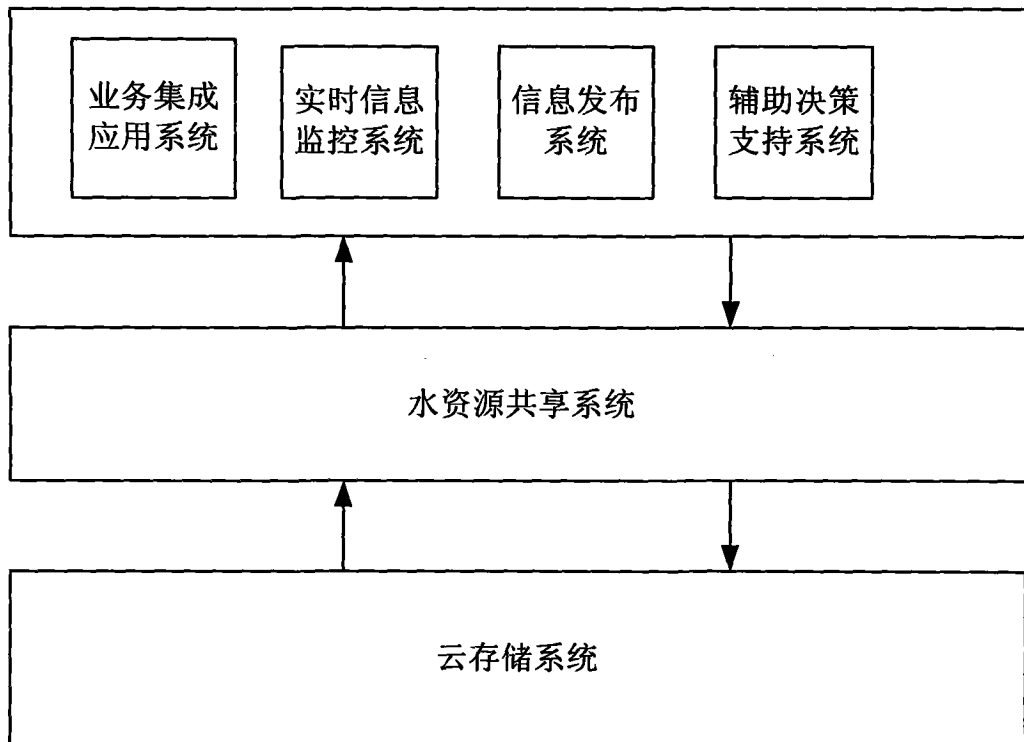 业务集成
应用系统
实时信息
监控系统
信息发布
系统
辅助决策
支持系统
水资源共享系统
云存储系统